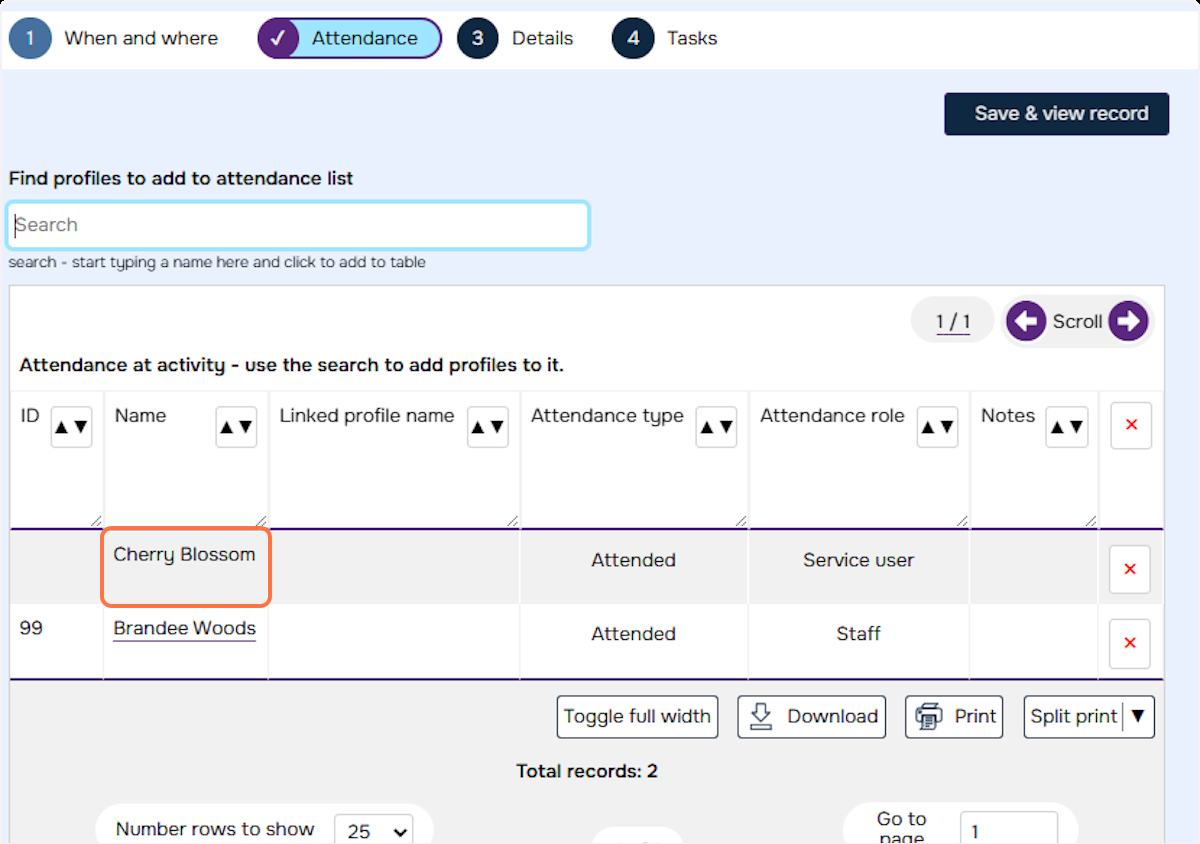 1 When and where ✓ Attendance 3 Details 4 Tasks
Save & view record
Find profiles to add to attendance list
Search
search - start typing a name here and click to add to table
1 / 1 Scroll
Attendance at activity - use the search to add profiles to it.
ID ▲▼ Name ▲▼ Linked profile name ▲▼ Attendance type ▲▼ Attendance role ▲▼ Notes ▲▼ ×
Cherry Blossom Attended Service user ×
99 Brandee Woods Attended Staff ×
Toggle full width Download Print Split print ▼
Total records: 2
Number rows to show 25 Go to
page 1